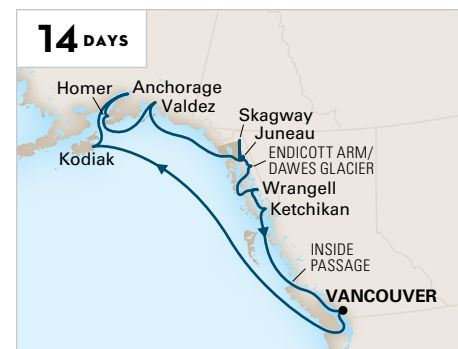 14 DAYS
Homer
Anchorage
Valdez
Kodiak
Skagway
Juneau
ENDICOTT ARM/
DAWES GLACIER
Wrangell
Ketchikan
INSIDE
PASSAGE
VANCOUVER